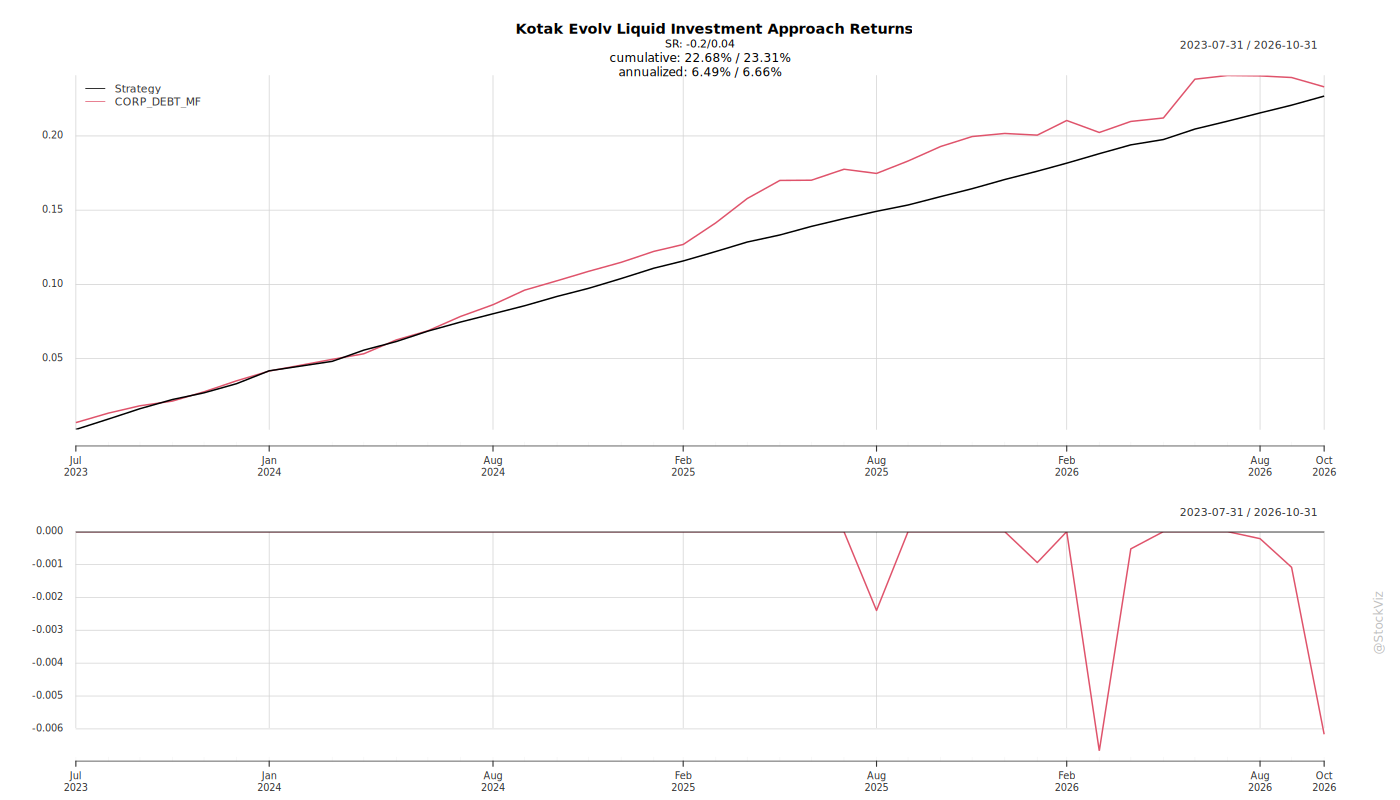 Kotak Evolv Liquid Investment Approach Returns
SR: -0.2/0.04
cumulative: 22.68% / 23.31%
annualized: 6.49% / 6.66%
2023-07-31 / 2026-10-31
Strategy
CORP_DEBT_MF
0.20
0.15
0.10
0.05
Jul Jan Aug Feb Aug Feb Aug Oct
2023 2024 2024 2025 2025 2026 2026 2026
2023-07-31 / 2026-10-31
0.000
-0.001
-0.002
-0.003
-0.004
-0.005
-0.006
Jul Jan Aug Feb Aug Feb Aug Oct
2023 2024 2024 2025 2025 2026 2026 2026
@StockViz